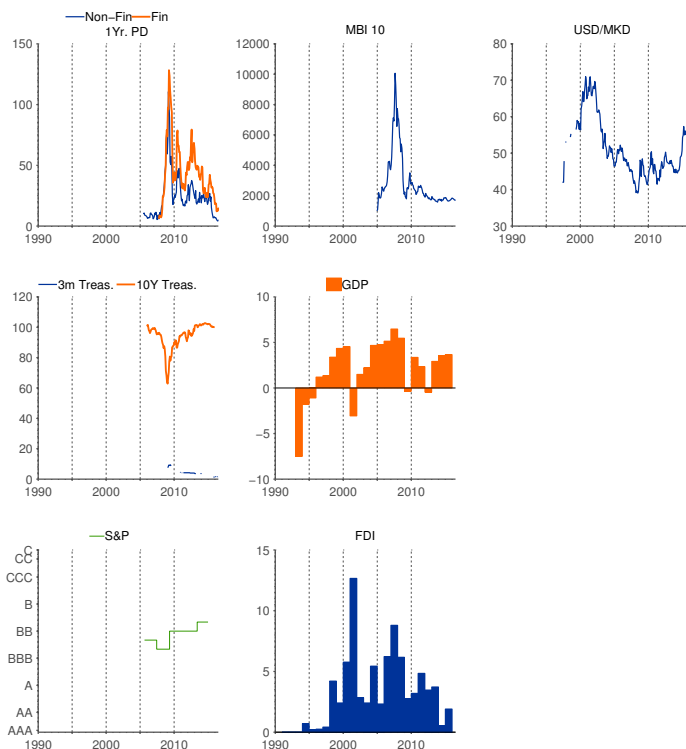 Non−Fin Fin
1Yr. PD
150
100
50
0
1990 2000 2010
MBI 10
12000
10000
8000
6000
4000
2000
0
1990 2000 2010
USD/MKD
80
70
60
50
40
30
1990 2000 2010
3m Treas. 10Y Treas.
120
100
80
60
40
20
0
1990 2000 2010
GDP
10
5
0
−5
−10
1990 2000 2010
S&P
C
CC
CCC
B
BB
BBB
A
AA
AAA
1990 2000 2010
FDI
15
10
5
0
1990 2000 2010